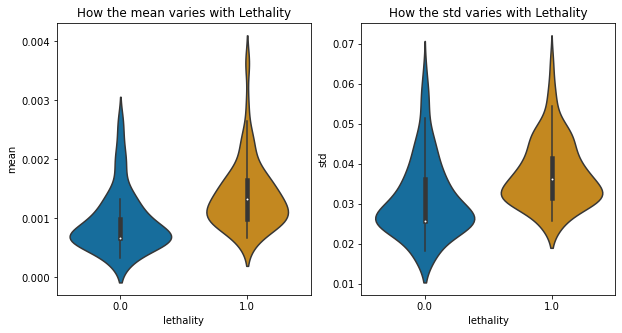 How the mean varies with Lethality
mean
0.004
0.003
0.002
0.001
0.000
0.0
1.0
lethality
How the std varies with Lethality
std
0.07
0.06
0.05
0.04
0.03
0.02
0.01
0.0
1.0
lethality